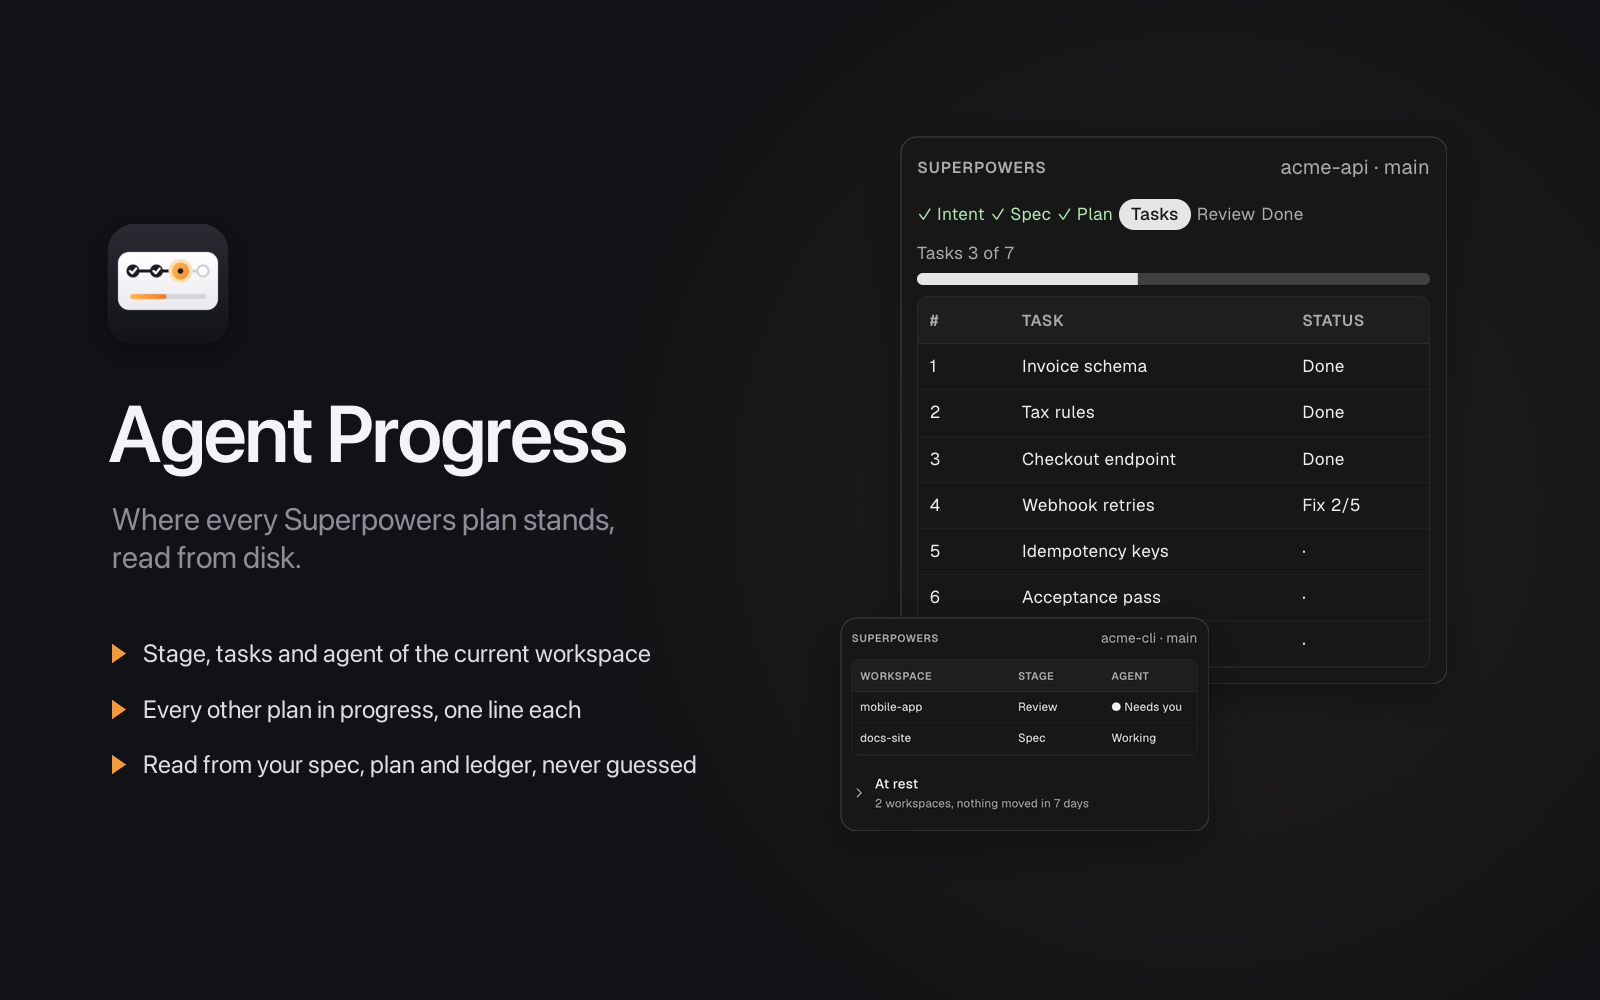 Agent Progress
Where every Superpowers plan stands,
read from disk.
Stage, tasks and agent of the current workspace
Every other plan in progress, one line each
Read from your spec, plan and ledger, never guessed
SUPERPOWERS acme-api · main
✓ Intent ✓ Spec ✓ Plan Tasks Review Done
Tasks 3 of 7
# TASK STATUS
1 Invoice schema Done
2 Tax rules Done
3 Checkout endpoint Done
4 Webhook retries Fix 2/5
5 Idempotency keys ·
6 Acceptance pass ·
·
SUPERPOWERS acme-cli · main
WORKSPACE STAGE AGENT
mobile-app Review Needs you
docs-site Spec Working
At rest
2 workspaces, nothing moved in 7 days